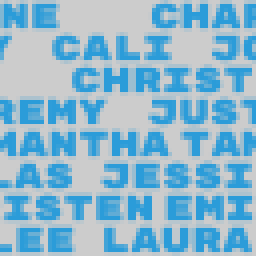 NE CHAR
Y CALI JO
CHRIST
REMY JUST
MANTHA TAM
LAS JESSI
ISTEN EMI
LEE LAURA